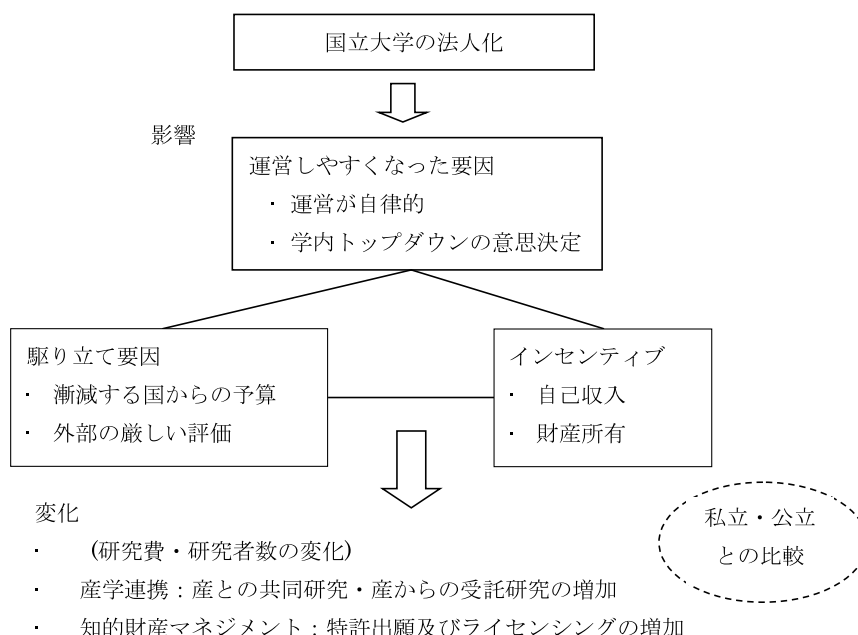 国立大学の法人化
影響
運営しやすくなった要因
・ 運営が自律的
・ 学内トップダウンの意思決定
駆り立て要因
・ 漸減する国からの予算
・ 外部の厳しい評価
インセンティブ
・ 自己収入
・ 財産所有
変化
・ (研究費・研究者数の変化)
・ 産学連携：産との共同研究・産からの受託研究の増加
・ 知的財産マネジメント：特許出願及びライセンシングの増加
私立・公立
との比較